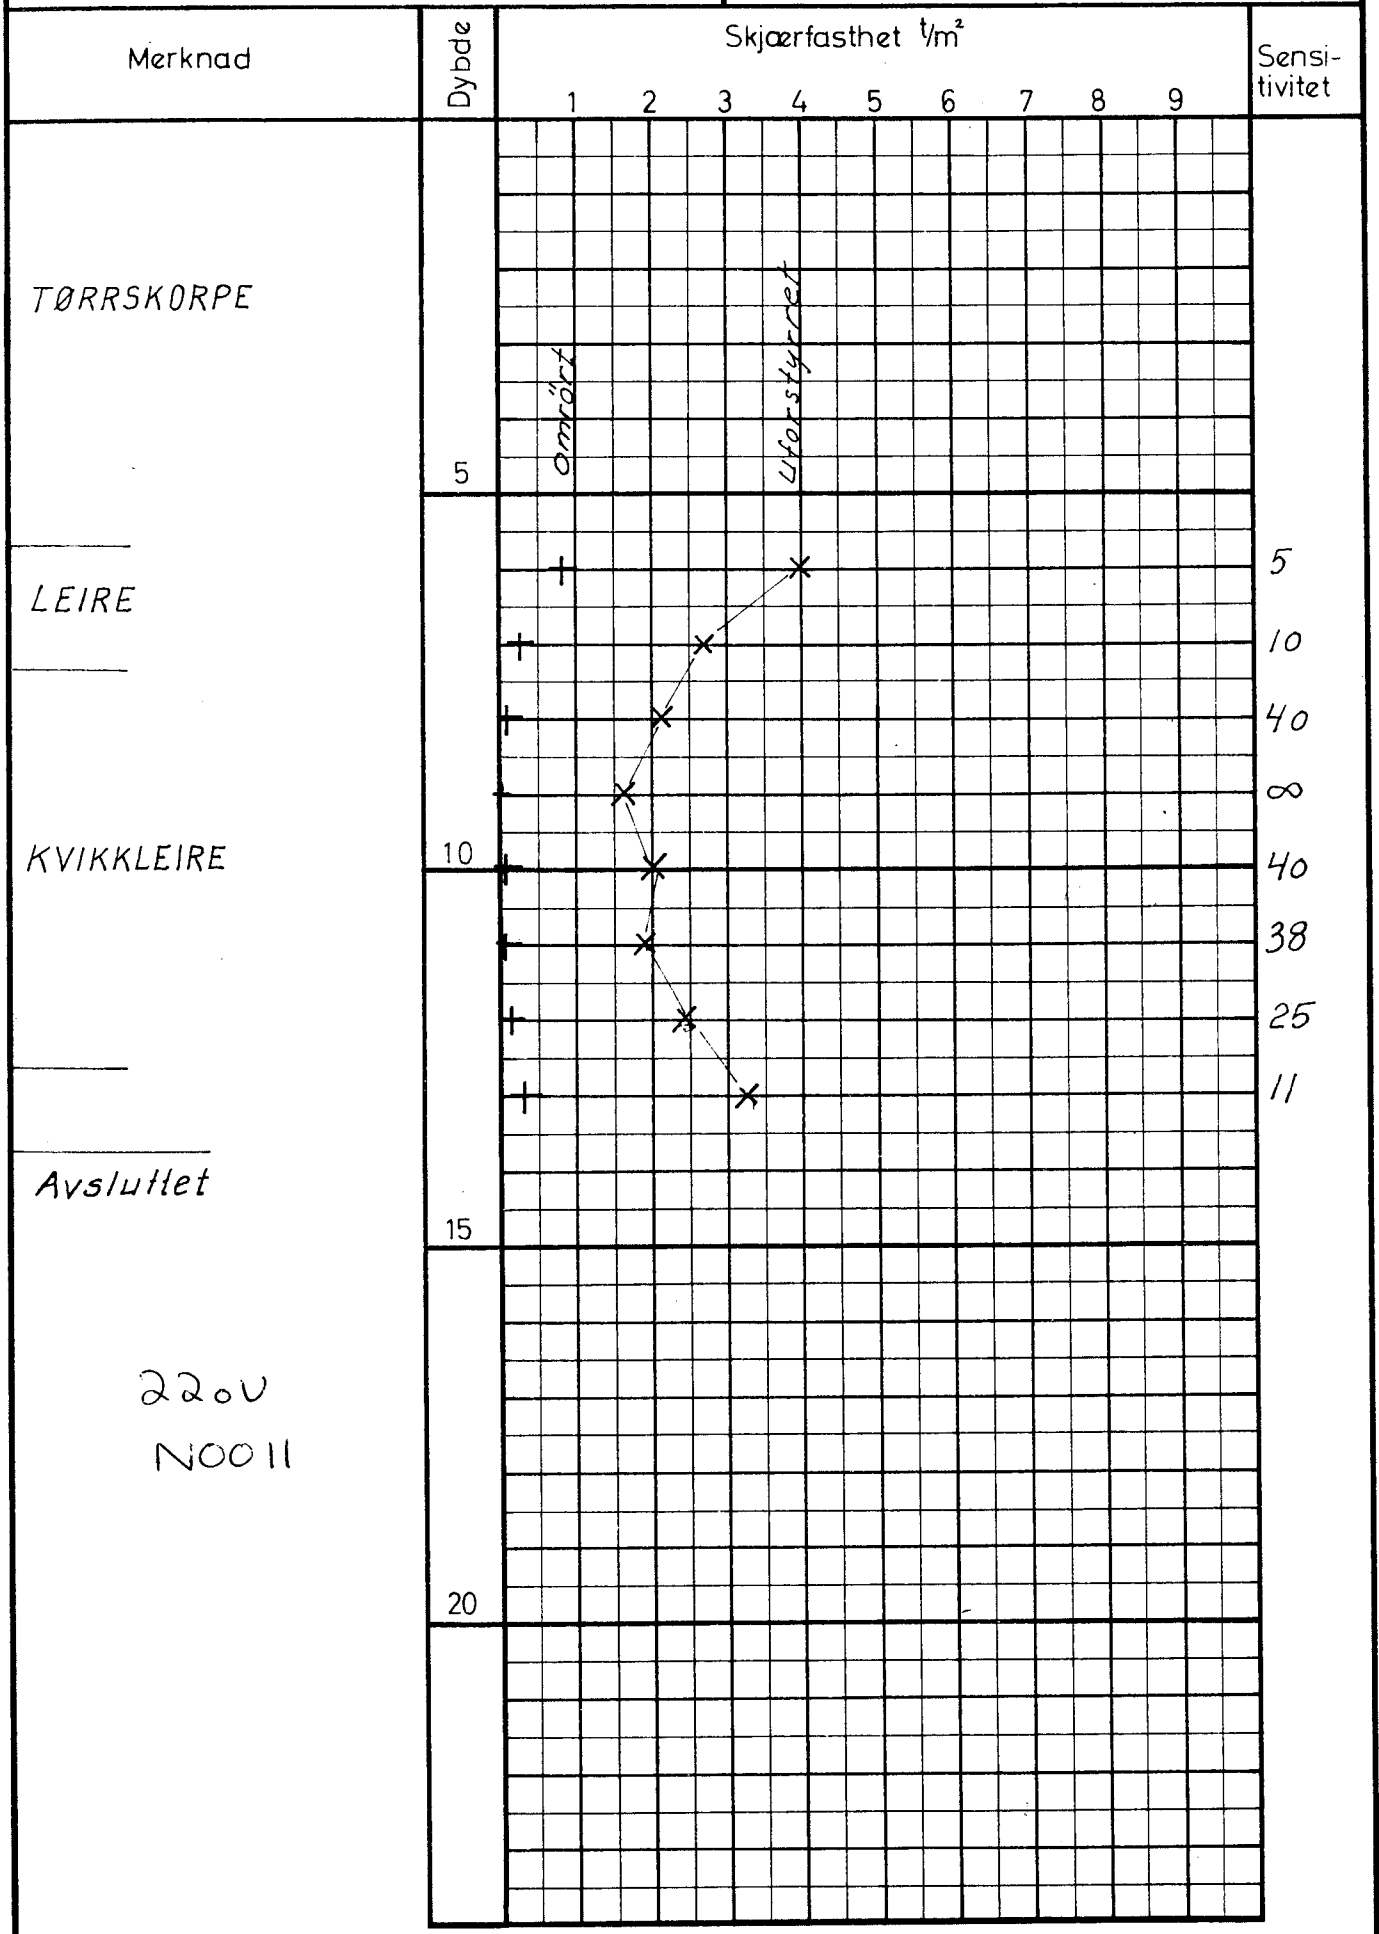 Merknad
Dybde
Skjærfasthet t/m²
Sensi-
tivitet
1 2 3 4 5 6 7 8 9
TØRRSKORPE
omrört
Uforstyrret
5
5
LEIRE
10
40
∞
KVIKKLEIRE
10
40
38
25
11
Avsluttet
15
220V
N0011
20